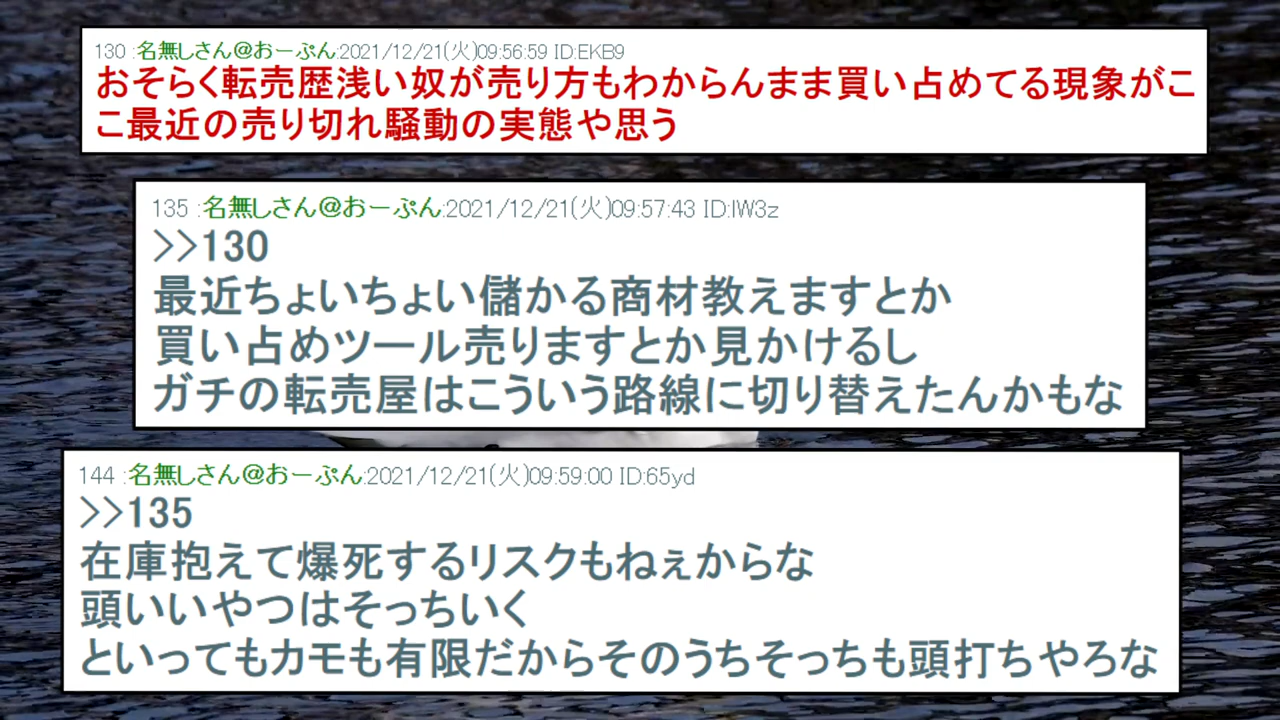 130 :名無しさん@おーぷん:2021/12/21(火)09:56:59 ID:EKB9
おそらく転売歴浅い奴が売り方もわからんまま買い占めてる現象がこ
こ最近の売り切れ騒動の実態や思う
135 :名無しさん@おーぷん:2021/12/21(火)09:57:43 ID:lW3z
>>130
最近ちょいちょい儲かる商材教えますとか
買い占めツール売りますとか見かけるし
ガチの転売屋はこういう路線に切り替えたんかもな
144 :名無しさん@おーぷん:2021/12/21(火)09:59:00 ID:65yd
>>135
在庫抱えて爆死するリスクもねぇからな
頭いいやつはそっちいく
といってもカモも有限だからそのうちそっちも頭打ちやろな